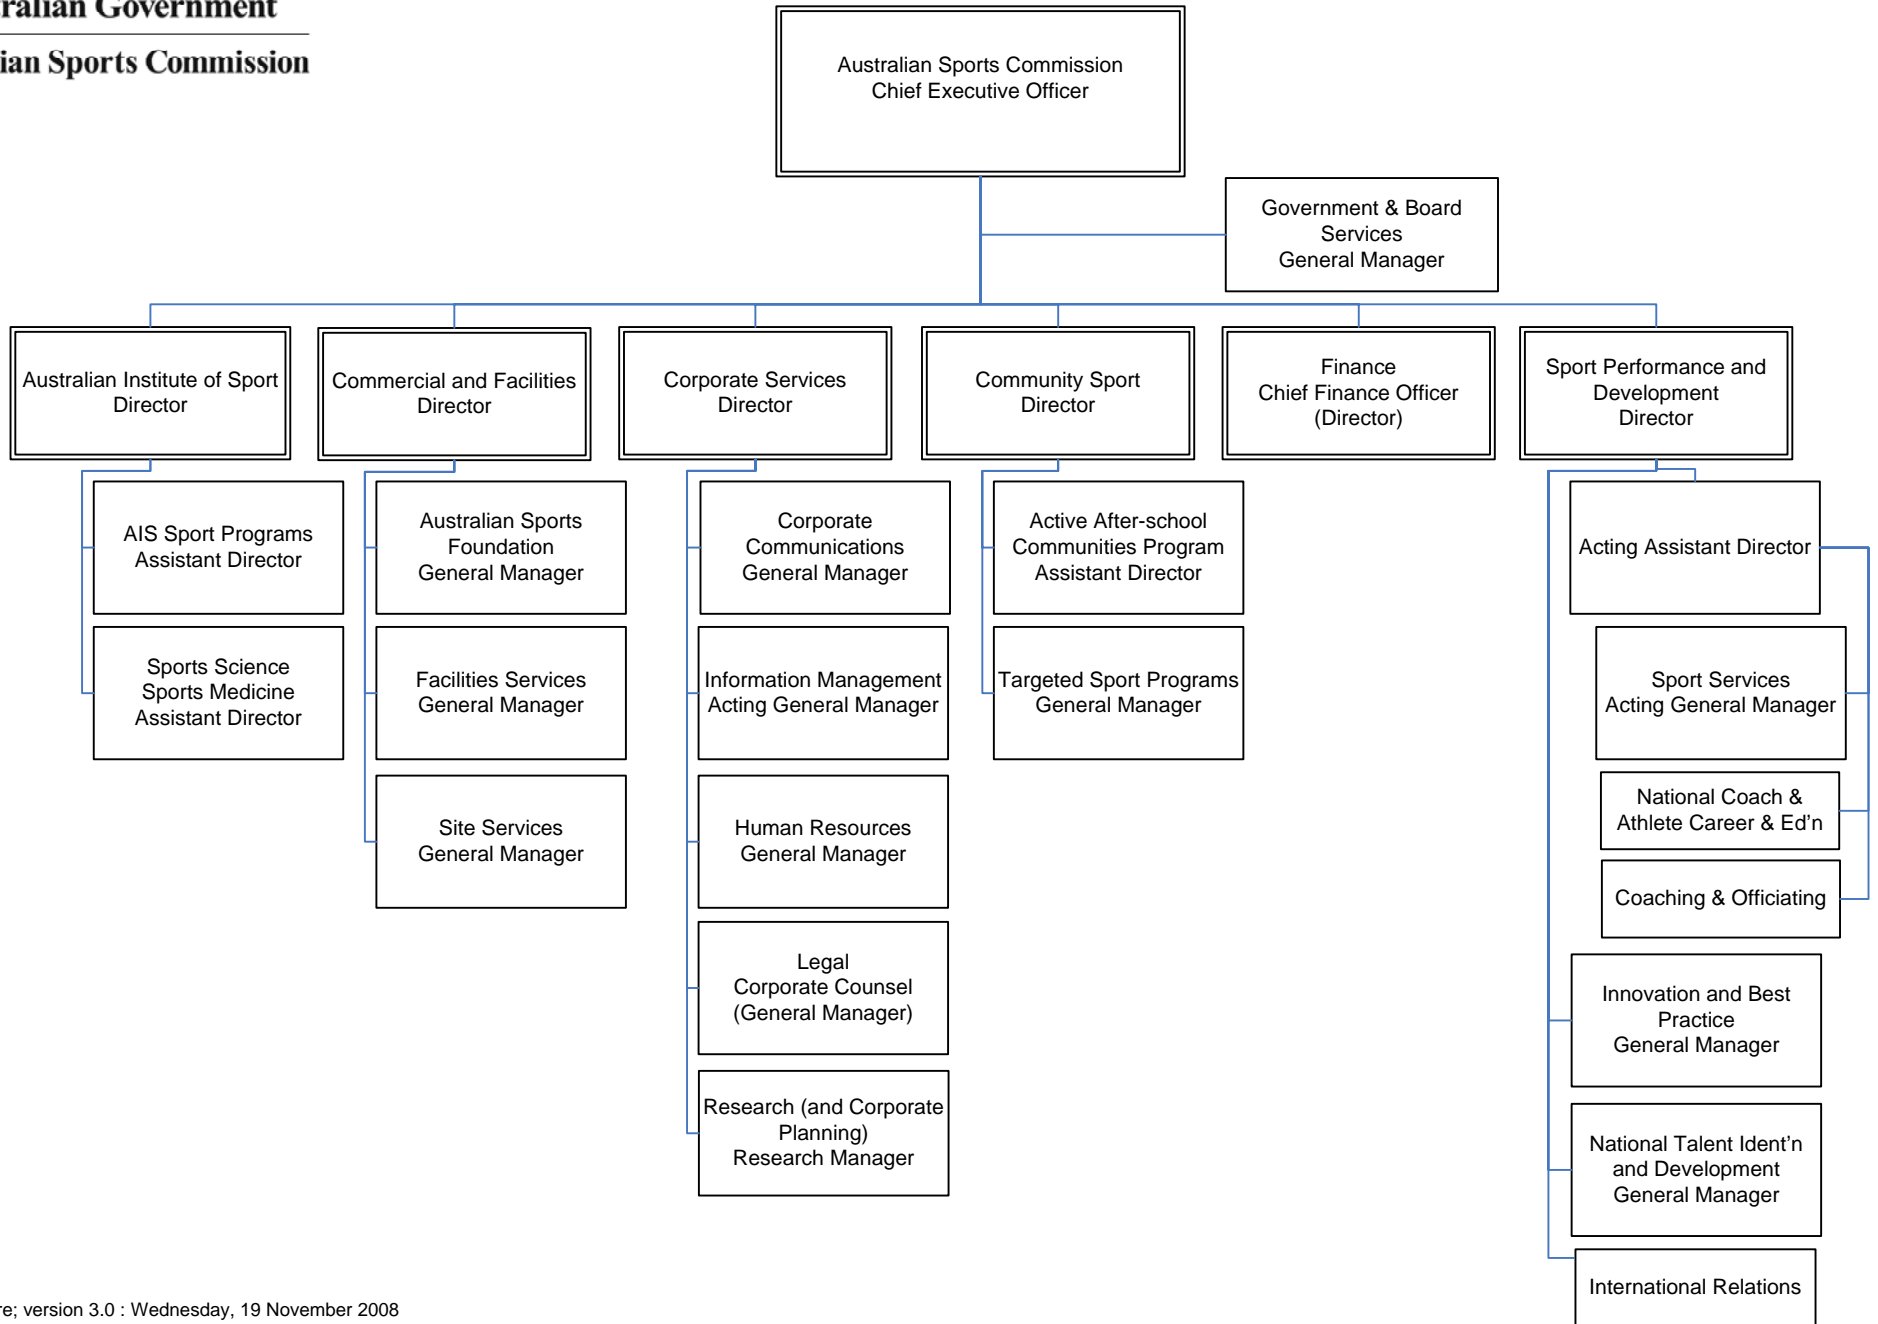 tralian Government
ian Sports Commission
Australian Sports Commission
Chief Executive Officer
Government & Board
Services
General Manager
Australian Institute of Sport
Director
Commercial and Facilities
Director
Corporate Services
Director
Community Sport
Director
Finance
Chief Finance Officer
(Director)
Sport Performance and
Development
Director
AIS Sport Programs
Assistant Director
Sports Science
Sports Medicine
Assistant Director
Australian Sports
Foundation
General Manager
Facilities Services
General Manager
Site Services
General Manager
Corporate
Communications
General Manager
Information Management
Acting General Manager
Human Resources
General Manager
Legal
Corporate Counsel
(General Manager)
Research (and Corporate
Planning)
Research Manager
Active After-school
Communities Program
Assistant Director
Targeted Sport Programs
General Manager
Acting Assistant Director
Sport Services
Acting General Manager
National Coach &
Athlete Career & Ed’n
Coaching & Officiating
Innovation and Best
Practice
General Manager
National Talent Ident’n
and Development
General Manager
International Relations
re; version 3.0 : Wednesday, 19 November 2008